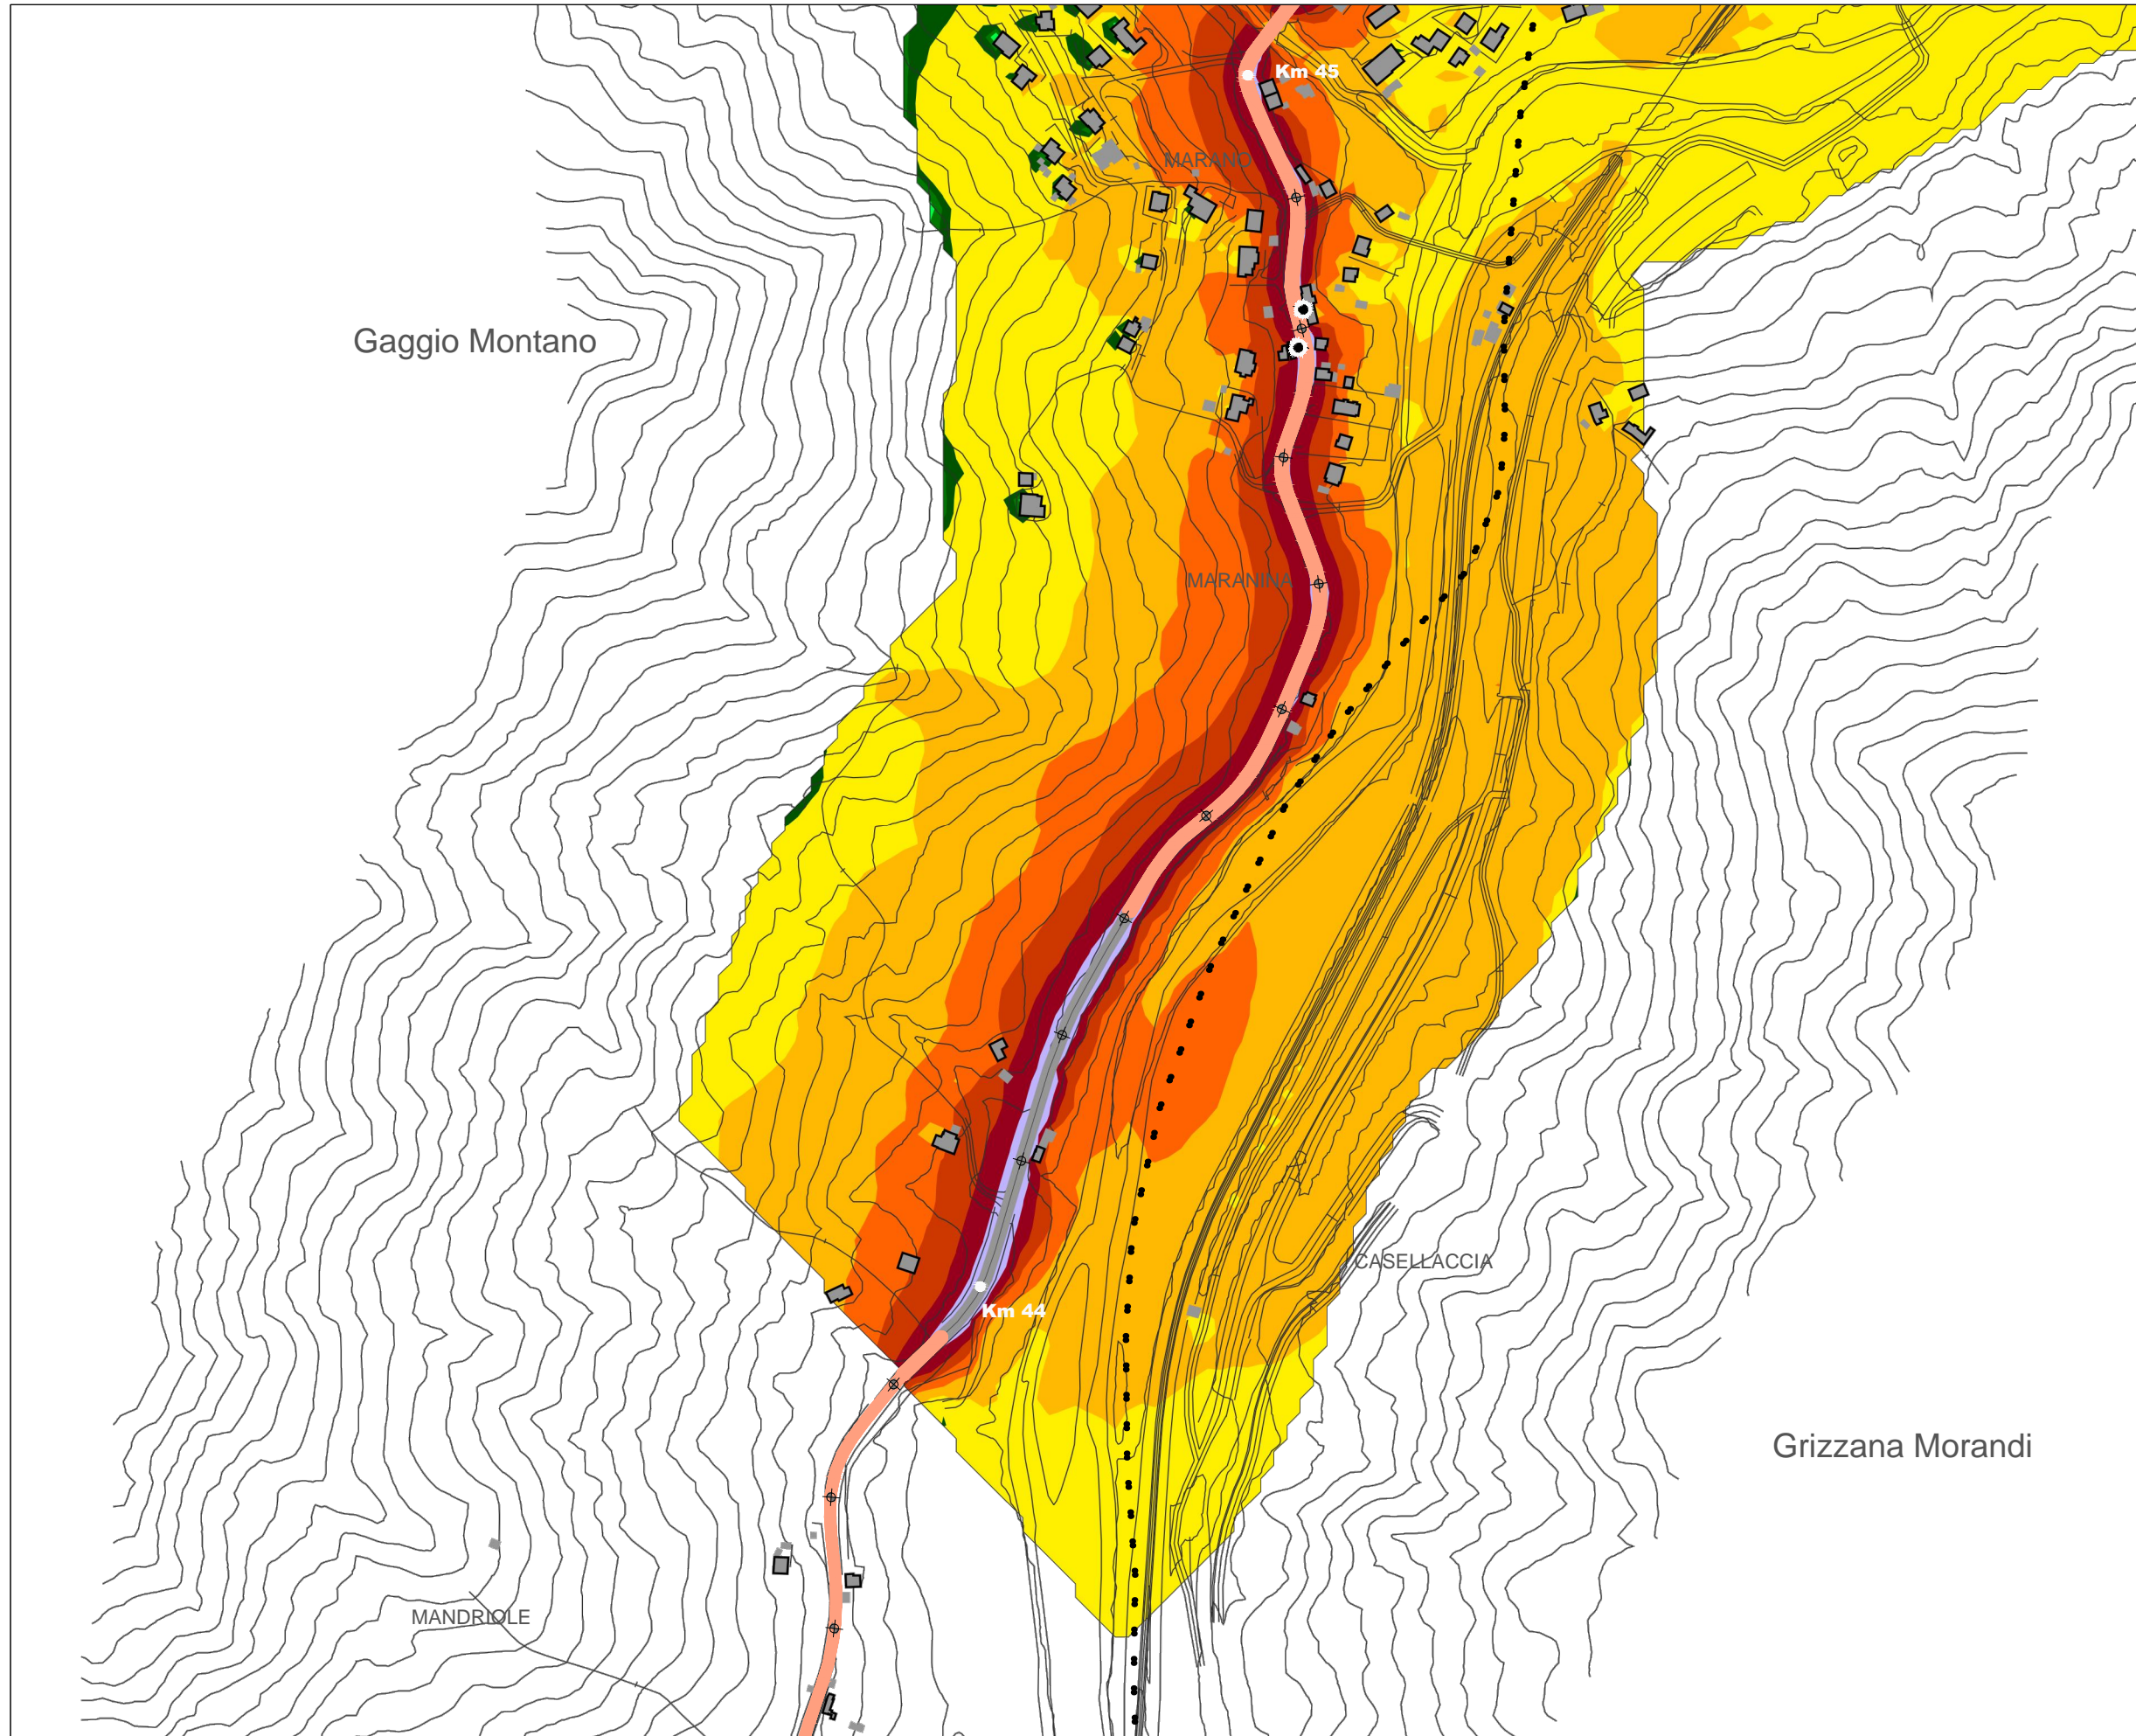 Km 45
MARANO
Gaggio Montano
MARANINA
CASELLACCIA
Km 44
Grizzana Morandi
MANDRIOLE